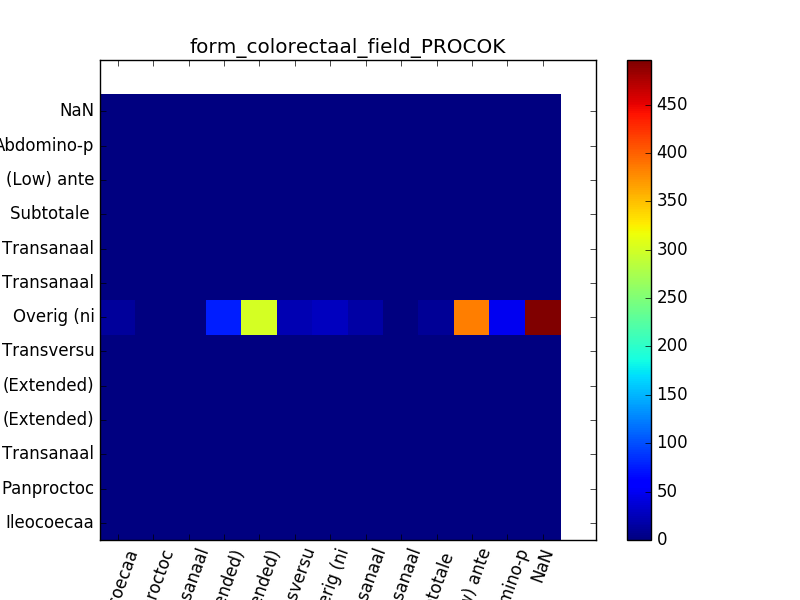 form_colorectaal_field_PROCOK
NaN
Abdomino-p
(Low) ante
Subtotale
Transanaal
Transanaal
Overig (ni
Transversu
(Extended)
(Extended)
Transanaal
Panproctoc
Ileocoecaa
oecaa
roctoc
sanaal
ended)
ended)
sversu
erig (ni
sanaal
sanaal
totale
w) ante
mino-p
NaN
450
400
350
300
250
200
150
100
50
0